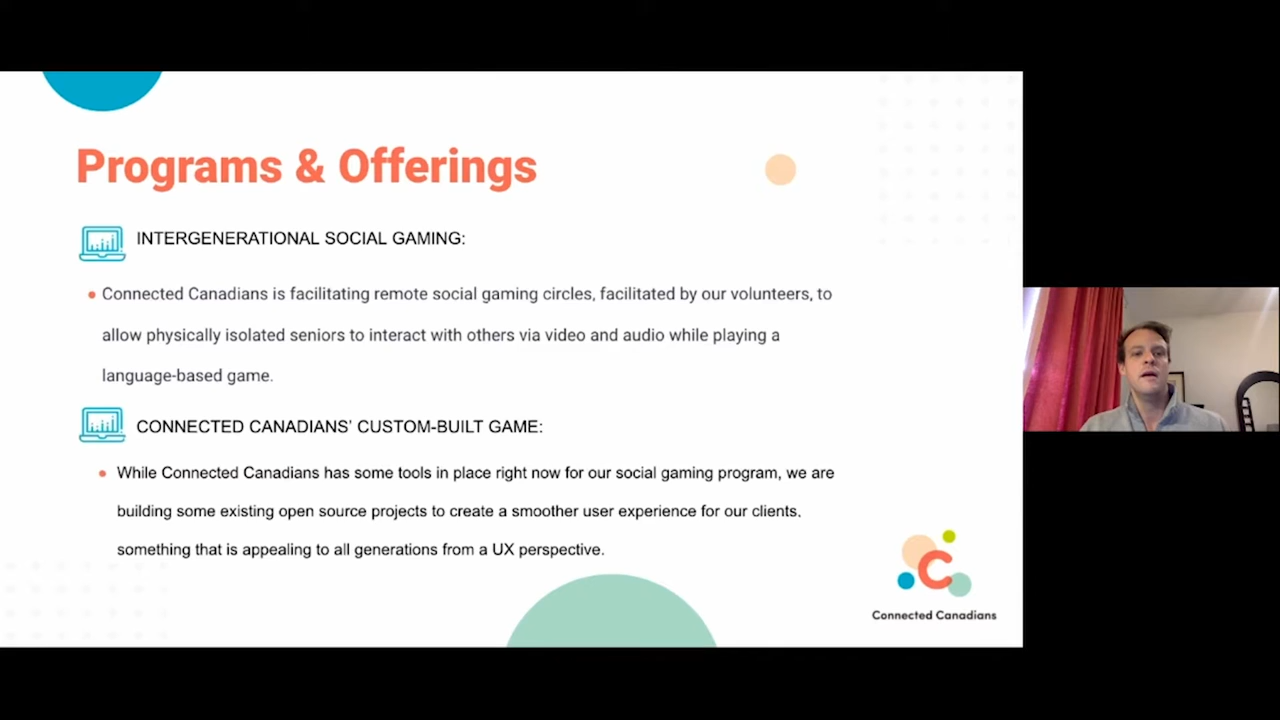 Programs & Offerings
INTERGENERATIONAL SOCIAL GAMING:
Connected Canadians is facilitating remote social gaming circles, facilitated by our volunteers, to
allow physically isolated seniors to interact with others via video and audio while playing a
language-based game.
CONNECTED CANADIANS' CUSTOM-BUILT GAME:
While Connected Canadians has some tools in place right now for our social gaming program, we are
building some existing open source projects to create a smoother user experience for our clients.
something that is appealing to all generations from a UX perspective.
Connected Canadians